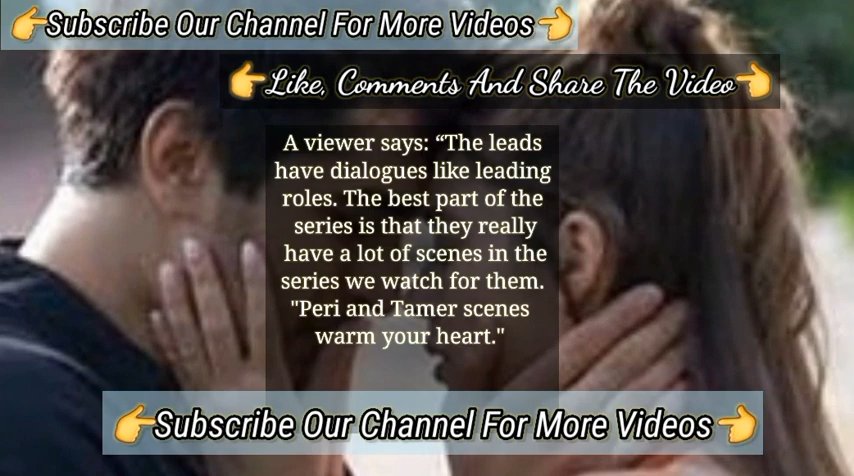 👉Subscribe Our Channel For More Videos👈
👉Like, Comments And Share The Video👈
A viewer says: “The leads
have dialogues like leading
roles. The best part of the
series is that they really
have a lot of scenes in the
series we watch for them.
"Peri and Tamer scenes
warm your heart."
👉Subscribe Our Channel For More Videos👈